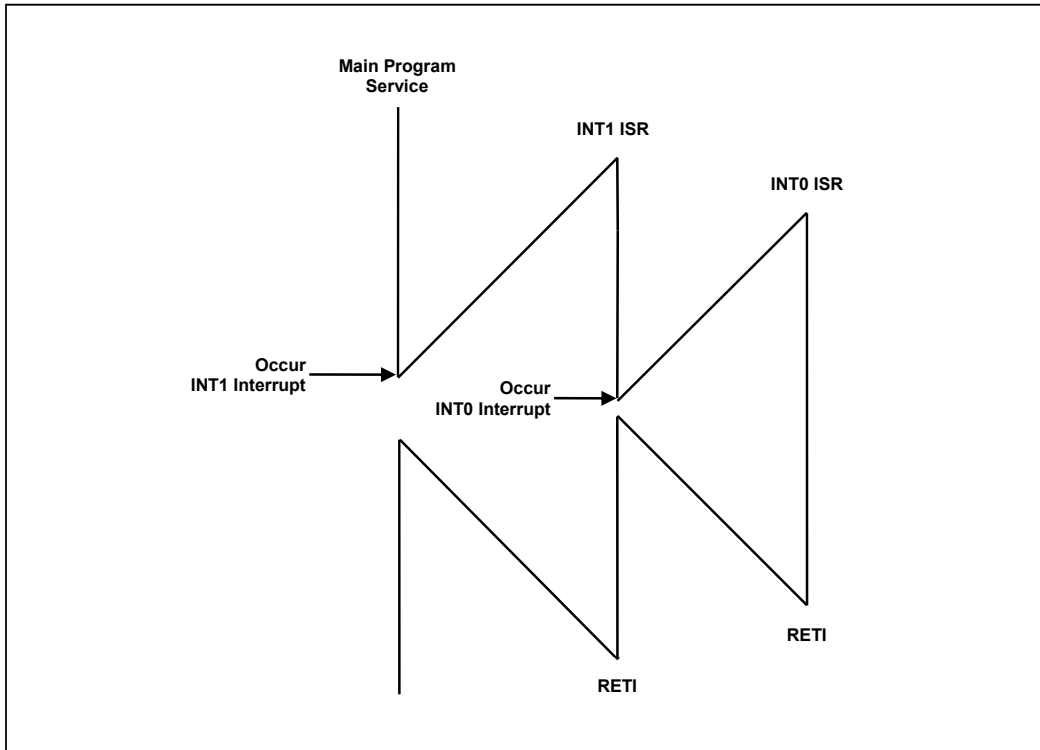 Main Program
Service
INT1 ISR
INT0 ISR
Occur
INT1 Interrupt
Occur
INT0 Interrupt
RETI
RETI